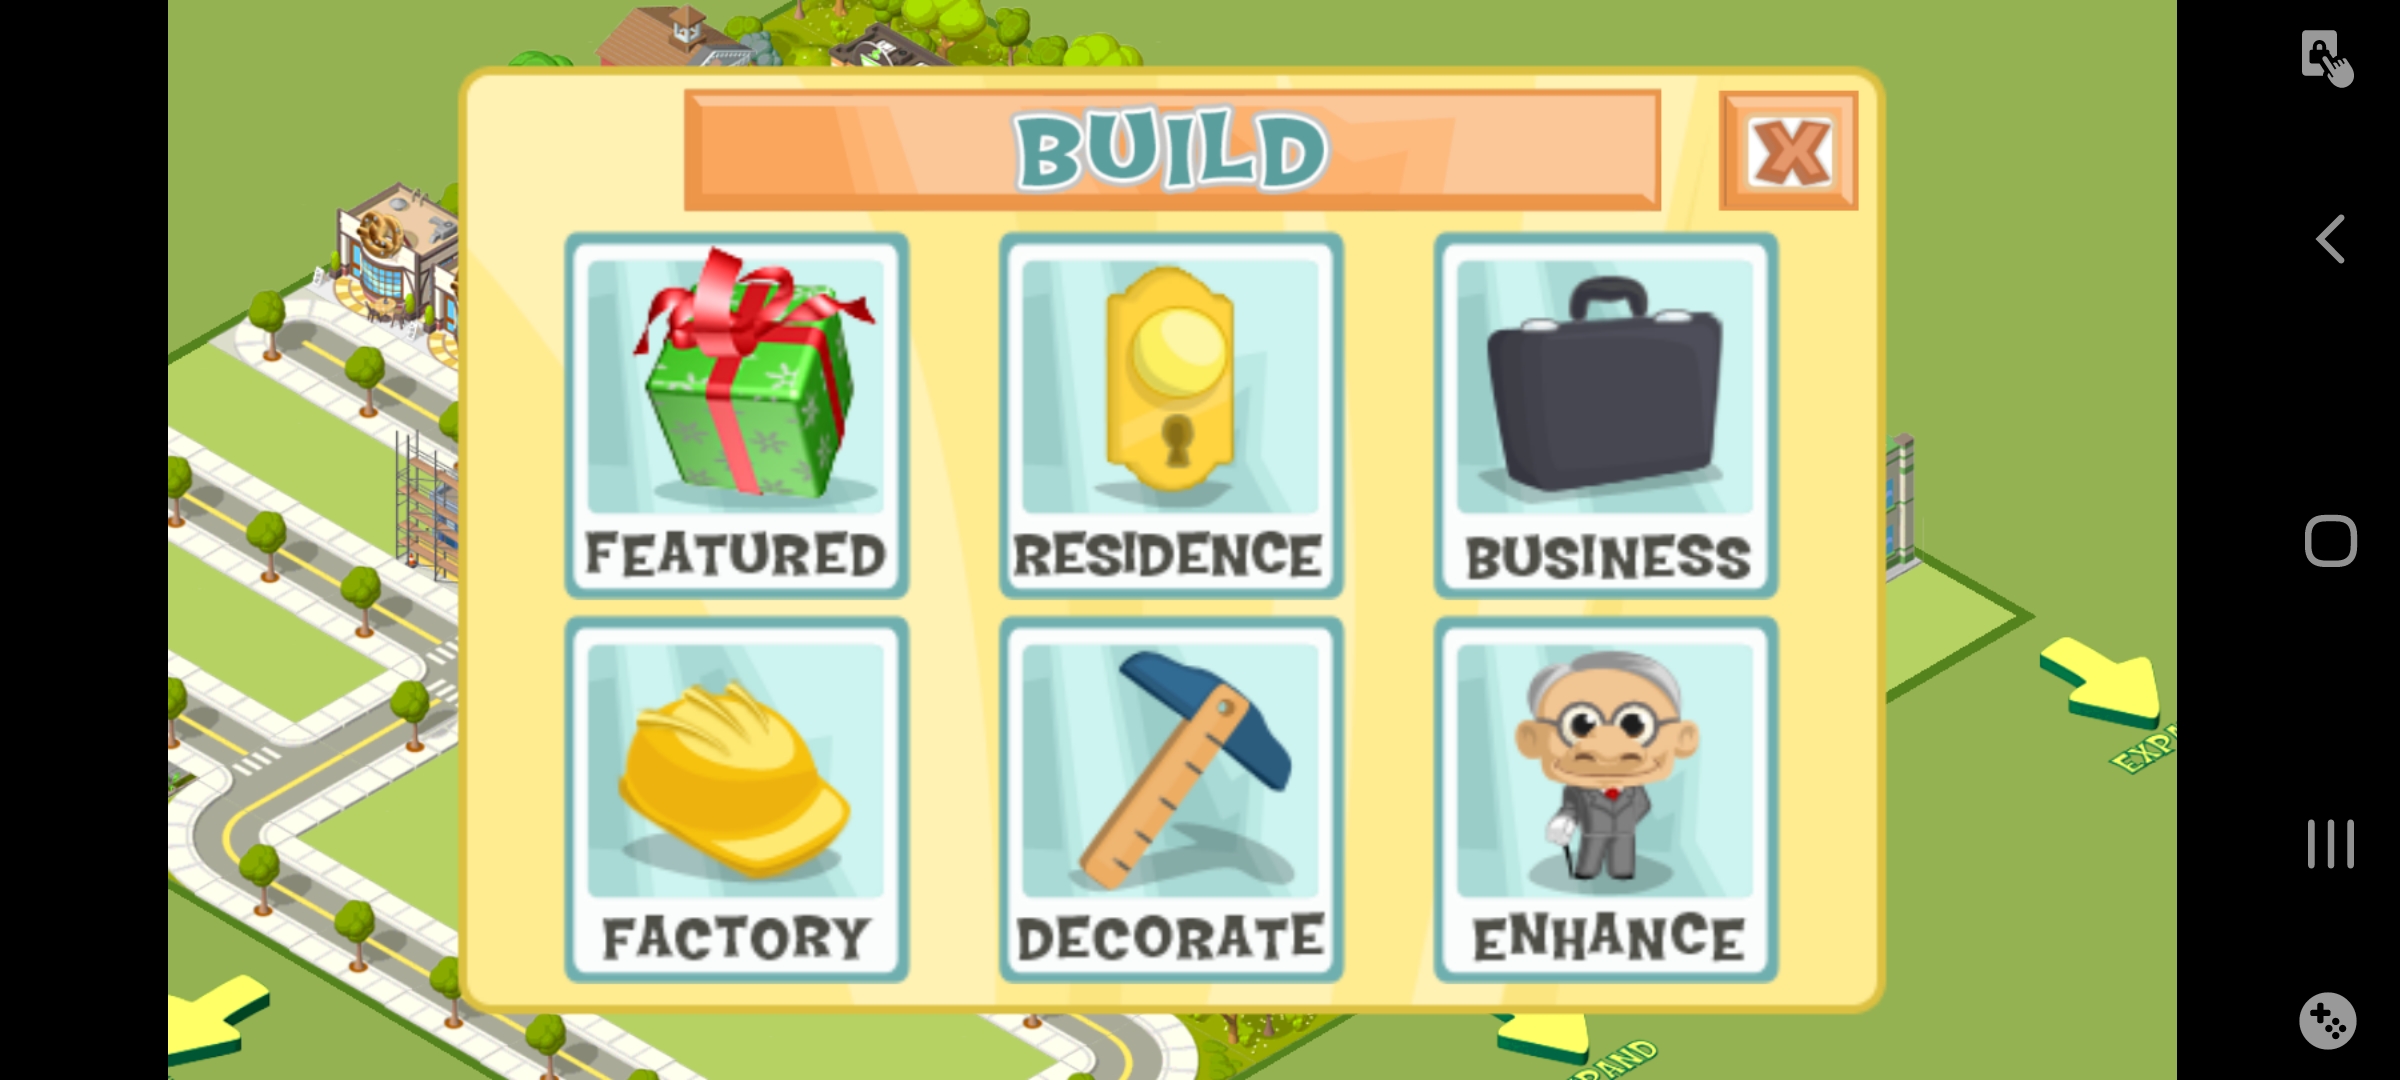 BUILD
X
FEATURED
RESIDENCE
BUSINESS
FACTORY
DECORATE
ENHANCE